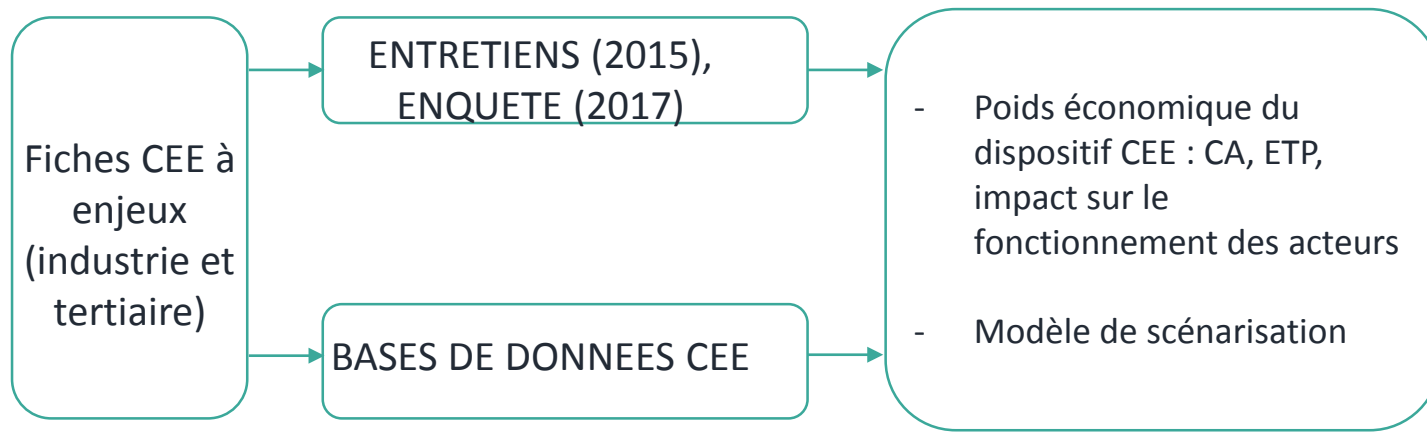 Fiches CEE à
enjeux
(industrie et
tertiaire)
ENTRETIENS (2015),
ENQUETE (2017)
BASES DE DONNEES CEE
- Poids économique du
dispositif CEE : CA, ETP,
impact sur le
fonctionnement des acteurs
- Modèle de scénarisation